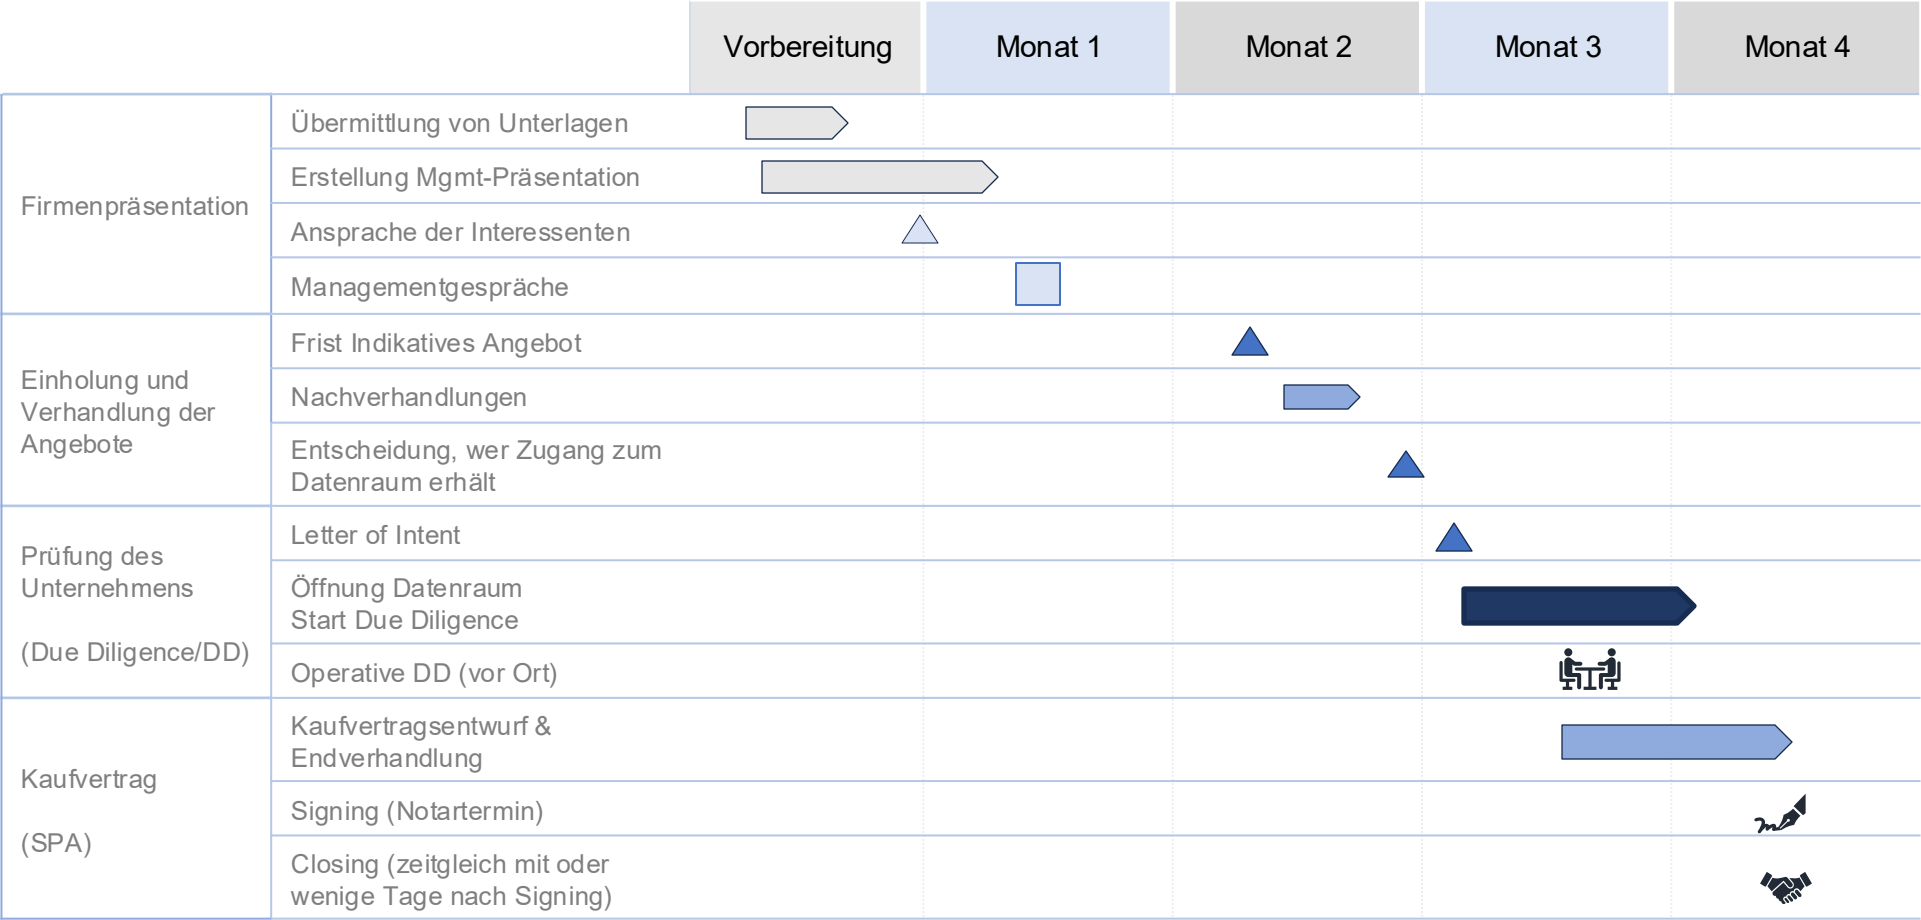 Vorbereitung
Monat 1
Monat 2
Monat 3
Monat 4
Firmenpräsentation
Übermittlung von Unterlagen
Erstellung Mgmt-Präsentation
Ansprache der Interessenten
Managementgespräche
Einholung und
Verhandlung der
Angebote
Frist Indikatives Angebot
Nachverhandlungen
Entscheidung, wer Zugang zum
Datenraum erhält
Prüfung des
Unternehmens
(Due Diligence/DD)
Letter of Intent
Öffnung Datenraum
Start Due Diligence
Operative DD (vor Ort)
Kaufvertrag
(SPA)
Kaufvertragsentwurf &
Endverhandlung
Signing (Notartermin)
Closing (zeitgleich mit oder
wenige Tage nach Signing)